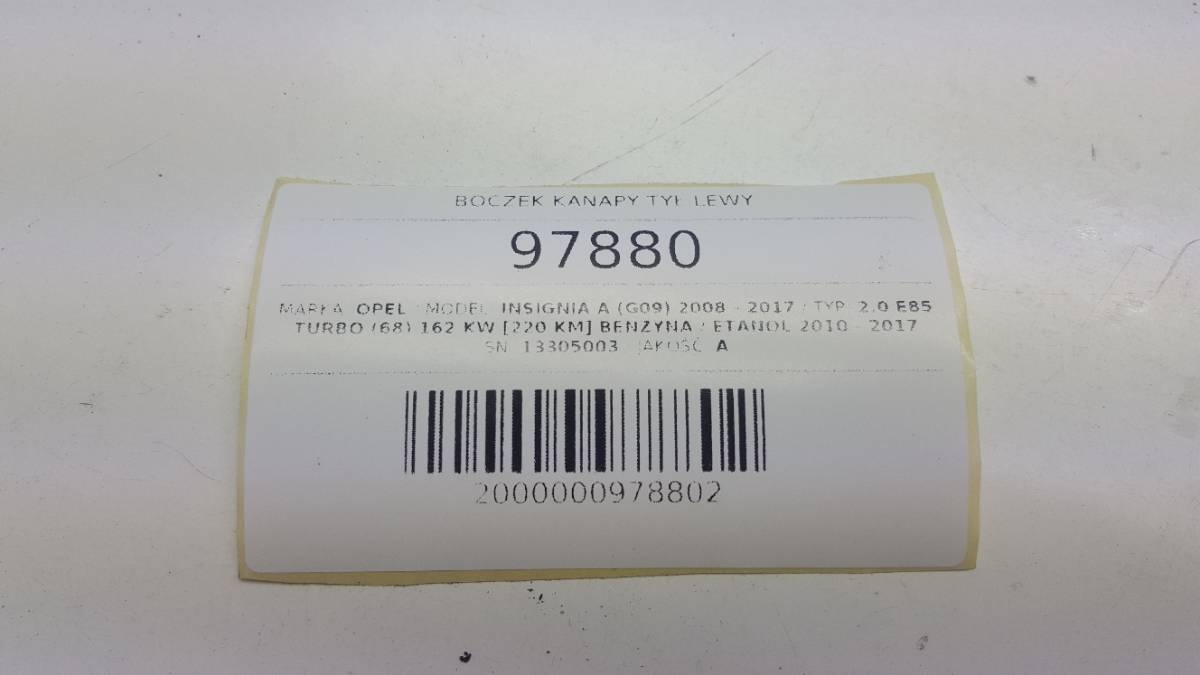 BOCZEK KANAPY TYŁ LEWY
97880
MARKA: OPEL / MODEL: INSIGNIA A (G09) 2008 - 2017 / TYP: 2.0 E85
TURBO (68) 162 KW [220 KM] BENZYNA / ETANOL 2010 - 2017
SN: 13305003 / JAKOŚĆ: A
2000000978802